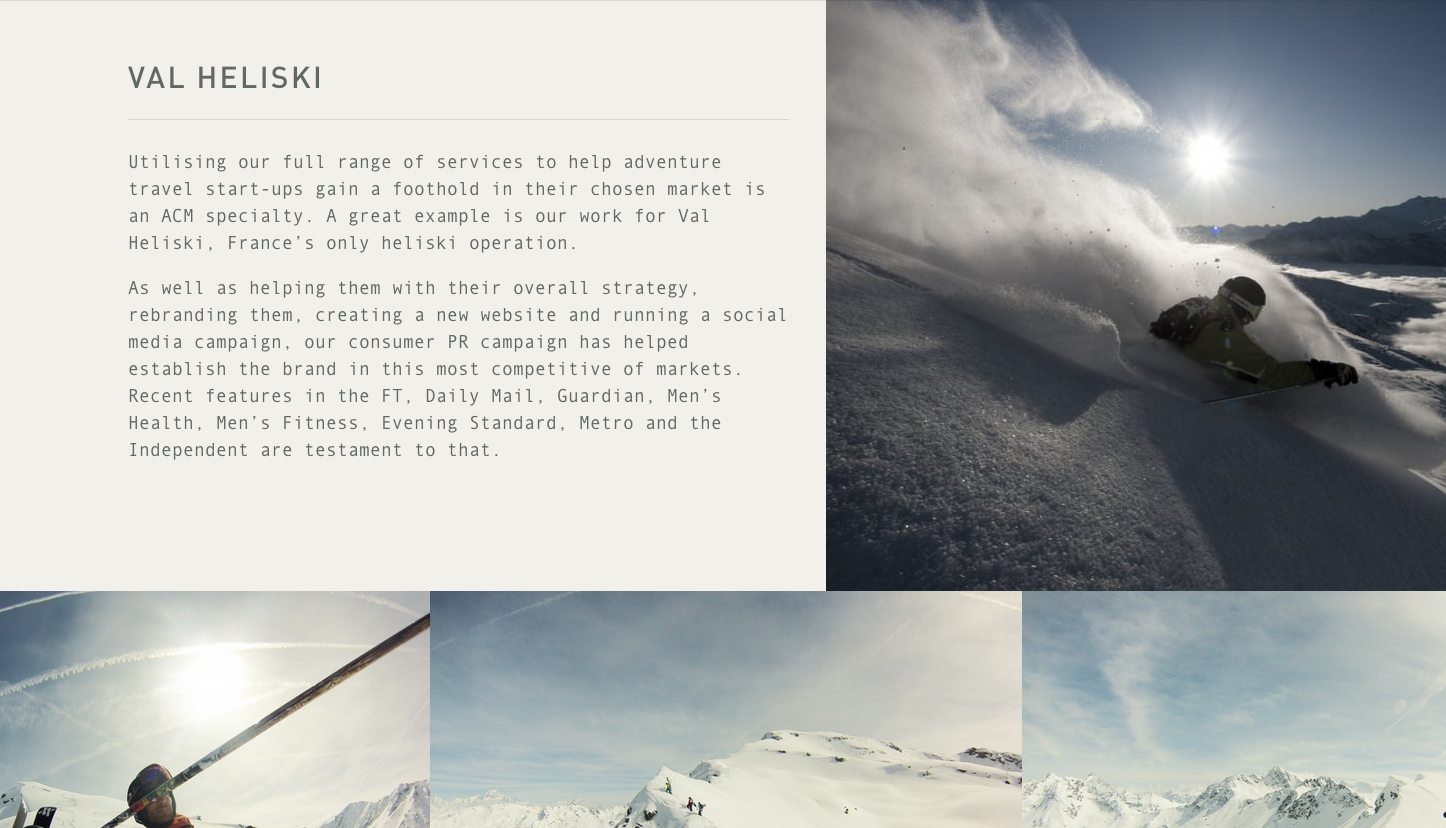 VAL HELISKI
Utilising our full range of services to help adventure
travel start-ups gain a foothold in their chosen market is
an ACM specialty. A great example is our work for Val
Heliski, France’s only heliski operation.
As well as helping them with their overall strategy,
rebranding them, creating a new website and running a social
media campaign, our consumer PR campaign has helped
establish the brand in this most competitive of markets.
Recent features in the FT, Daily Mail, Guardian, Men’s
Health, Men’s Fitness, Evening Standard, Metro and the
Independent are testament to that.